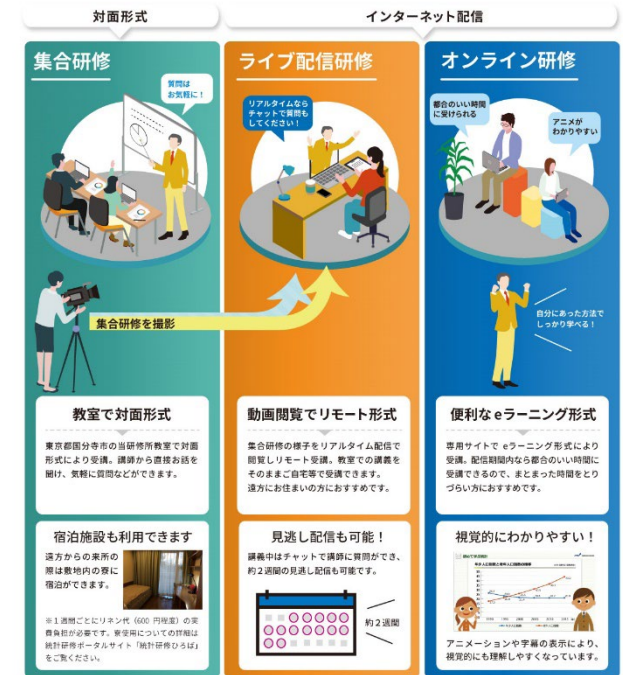 対面形式
インターネット配信
集合研修
質問は
お気軽に！
ライブ配信研修
リアルタイムなら
チャットで質問も
してください！
オンライン研修
都合のいい時間
に受けられる
アニメが
わかりやすい
集合研修を撮影
自分にあった方法で
しっかり学べる！
教室で対面形式
東京都国分寺市の当研修所教室で対面
形式により受講。講師から直接お話を
聞け、気軽に質問などができます。
動画閲覧でリモート形式
集合研修の様子をリアルタイム配信で
閲覧しリモート受講。教室での講義を
そのままご自宅等で受講できます。
遠方にお住まいの方におすすめです。
便利な eラーニング形式
専用サイトで eラーニング形式により
受講。配信期間内なら都合のいい時間に
受講できるので、まとまった時間をとり
づらい方におすすめです。
宿泊施設も利用できます
遠方からの来所の
際は敷地内の寮に
宿泊ができます。
※１週間ごとにリネン代（600 円程度）の実
費負担が必要です。寮使用についての詳細は
統計研修ポータルサイト「統計研修ひろば」
をご覧ください。
見逃し配信も可能！
講義中はチャットで講師に質問ができ、
約２週間の見逃し配信も可能です。
約２週間
視覚的にわかりやすい！
アニメーションや字幕の表示により、
視覚的にも理解しやすくなっています。